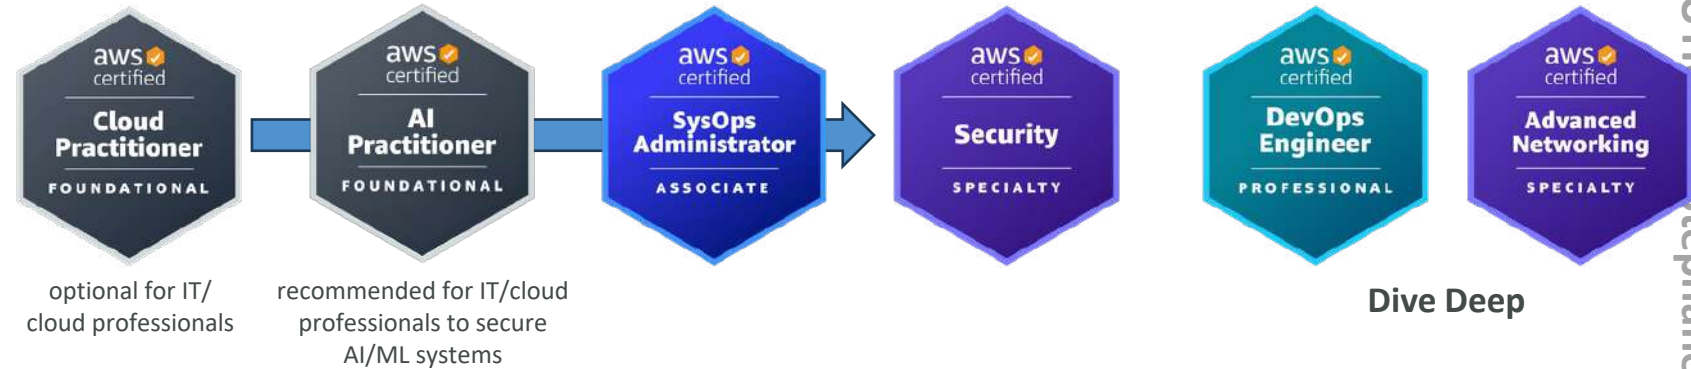 aws
certified
Cloud
Practitioner
FOUNDATIONAL
optional for IT/
cloud professionals
aws
certified
AI
Practitioner
FOUNDATIONAL
recommended for IT/cloud
professionals to secure
AI/ML systems
aws
certified
SysOps
Administrator
ASSOCIATE
aws
certified
Security
SPECIALTY
aws
certified
DevOps
Engineer
PROFESSIONAL
aws
certified
Advanced
Networking
SPECIALTY
Dive Deep